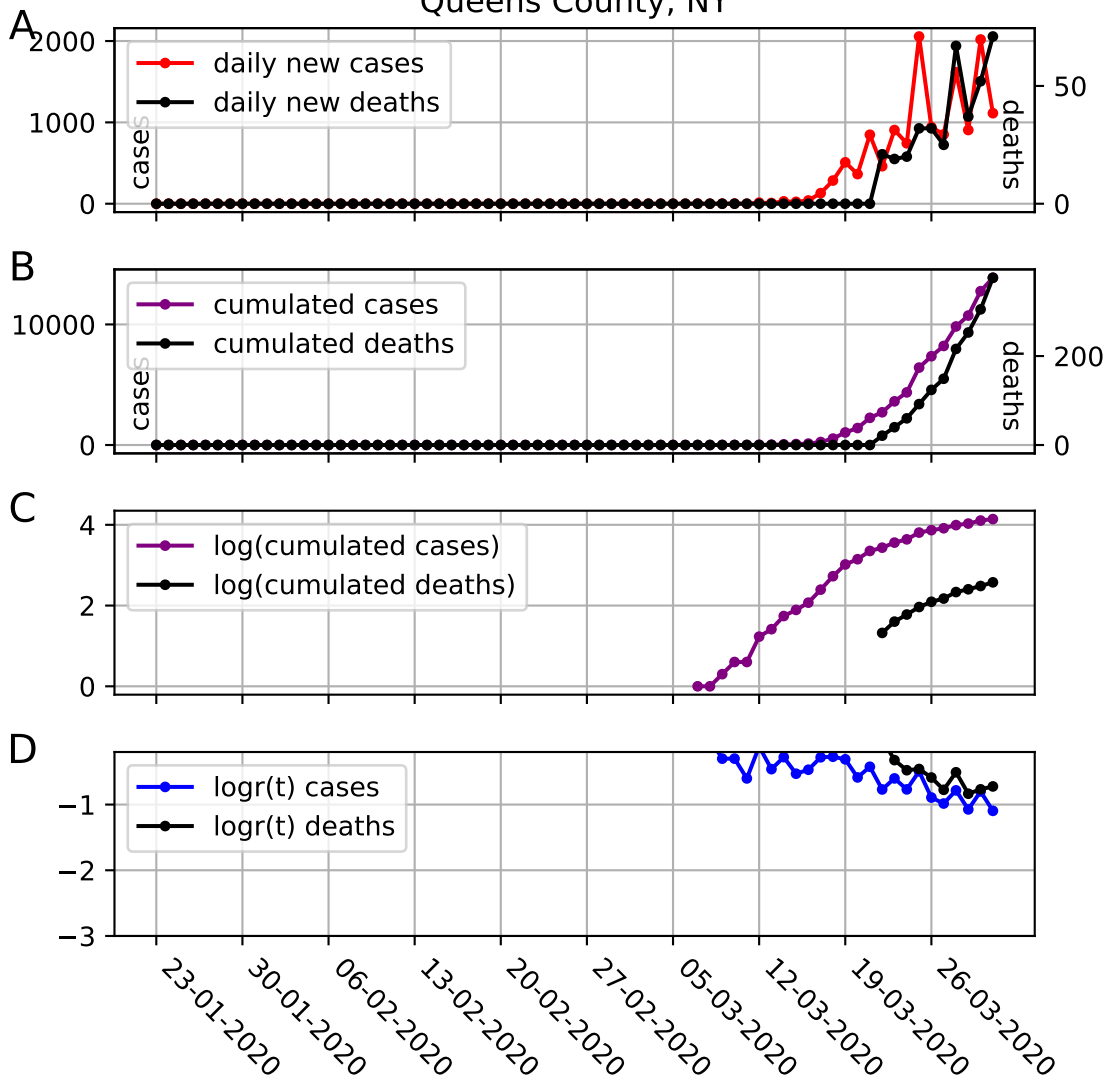 Queens County, NY
A
2000
1000
0
cases
daily new cases
daily new deaths
50
0
deaths
B
10000
0
cases
cumulated cases
cumulated deaths
200
0
deaths
C
4
2
0
log(cumulated cases)
log(cumulated deaths)
D
−1
−2
−3
logr(t) cases
logr(t) deaths
23-01-2020
30-01-2020
06-02-2020
13-02-2020
20-02-2020
27-02-2020
05-03-2020
12-03-2020
19-03-2020
26-03-2020